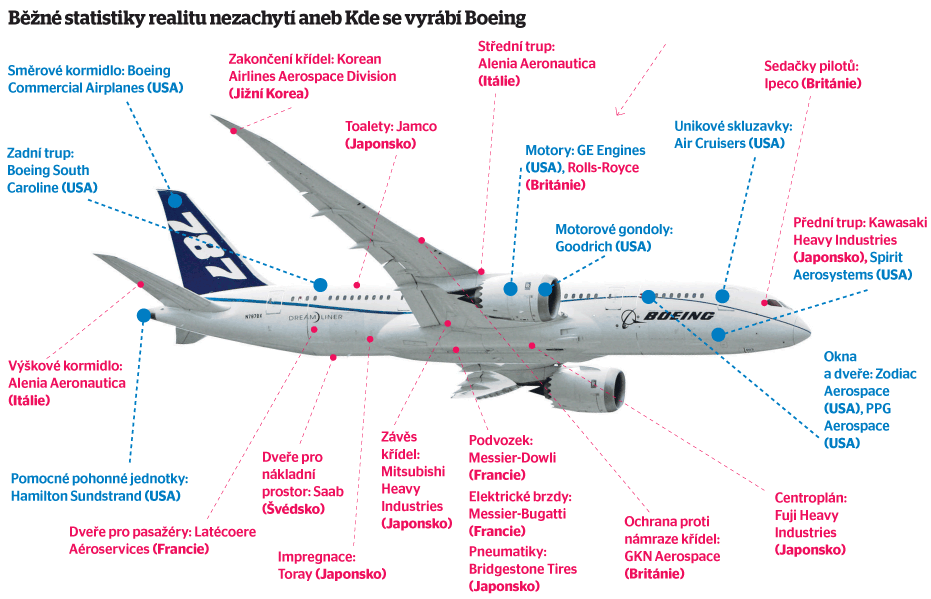 Běžné statistiky realitu nezachytí aneb Kde se vyrábí Boeing
Směrové kormidlo: Boeing
Commercial Airplanes (USA)
Zakončení křídel: Korean
Airlines Aerospace Division
(Jižní Korea)
Střední trup:
Alenia Aeronautica
(Itálie)
Sedačky pilotů:
Ipeco (Británie)
Toalety: Jamco
(Japonsko)
Unikové skluzavky:
Air Cruisers (USA)
Zadní trup:
Boeing South
Caroline (USA)
Motory: GE Engines
(USA), Rolls-Royce
(Británie)
Motorové gondoly:
Goodrich (USA)
Přední trup: Kawasaki
Heavy Industries
(Japonsko), Spirit
Aerosystems (USA)
787
N787BX
DREAMLINER
BOEING
Výškové kormidlo:
Alenia Aeronautica
(Itálie)
Okna
a dveře: Zodiac
Aerospace
(USA), PPG
Aerospace
(USA)
Pomocné pohonné jednotky:
Hamilton Sundstrand (USA)
Dveře pro
nákladní
prostor: Saab
(Švédsko)
Závěs
křídel:
Mitsubishi
Heavy
Industries
(Japonsko)
Podvozek:
Messier-Dowli
(Francie)
Elektrické brzdy:
Messier-Bugatti
(Francie)
Pneumatiky:
Bridgestone Tires
(Japonsko)
Dveře pro pasažéry: Latécoere
Aéroservices (Francie)
Impregnace:
Toray (Japonsko)
Ochrana proti
námraze křídel:
GKN Aerospace
(Británie)
Centroplán:
Fuji Heavy
Industries
(Japonsko)